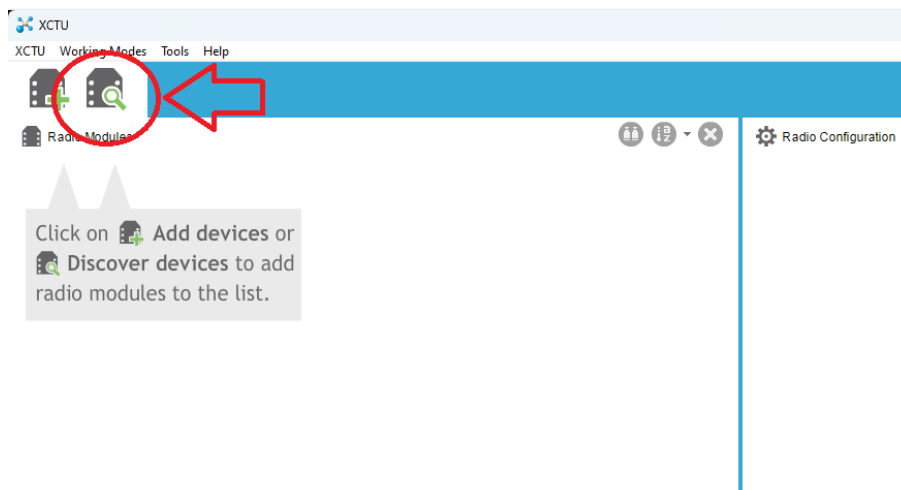 XCTU
XCTU Working Modes Tools Help
Radio Modules
Radio Configuration
Click on Add devices or
Discover devices to add
radio modules to the list.